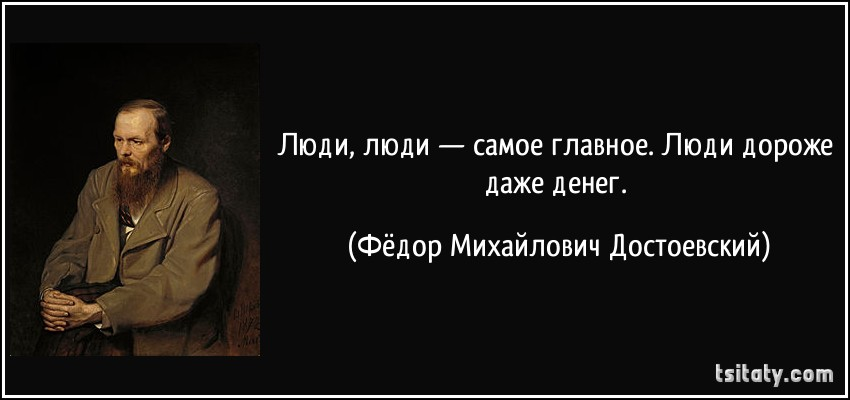 Люди, люди — самое главное. Люди дороже
даже денег.
(Фёдор Михайлович Достоевский)
tsitaty.com